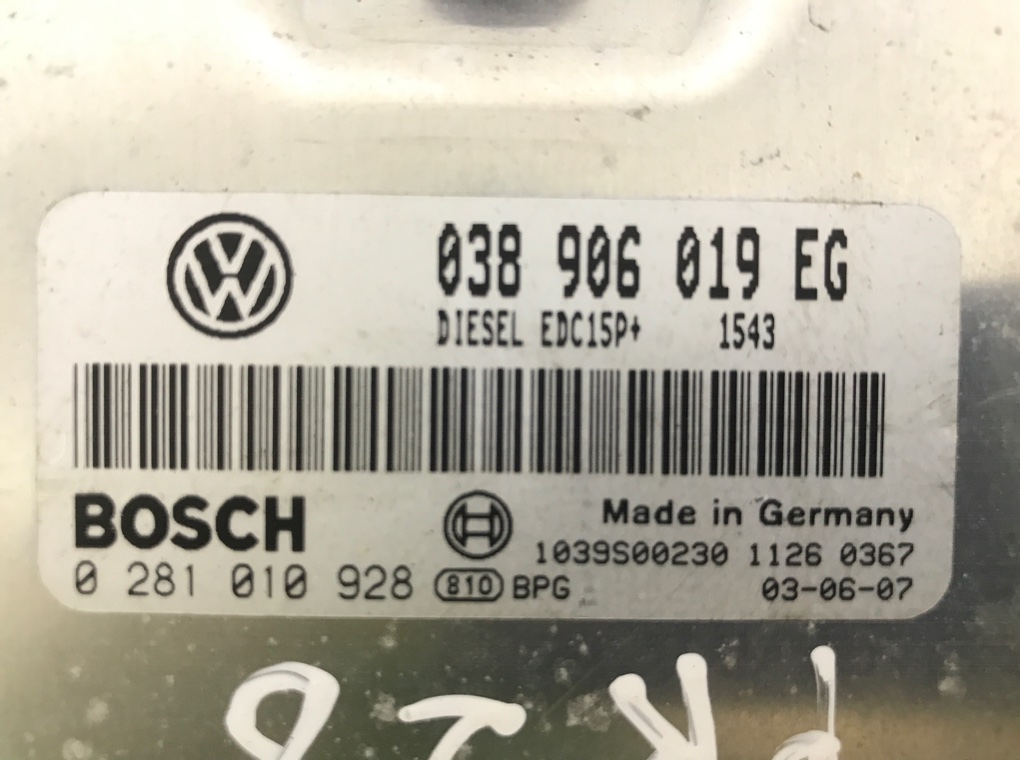 038 906 019 EG
DIESEL EDC15P+ 1543
BOSCH
Made in Germany
1039S00230 1126 0367
0 281 010 928 810 BPG 03-06-07